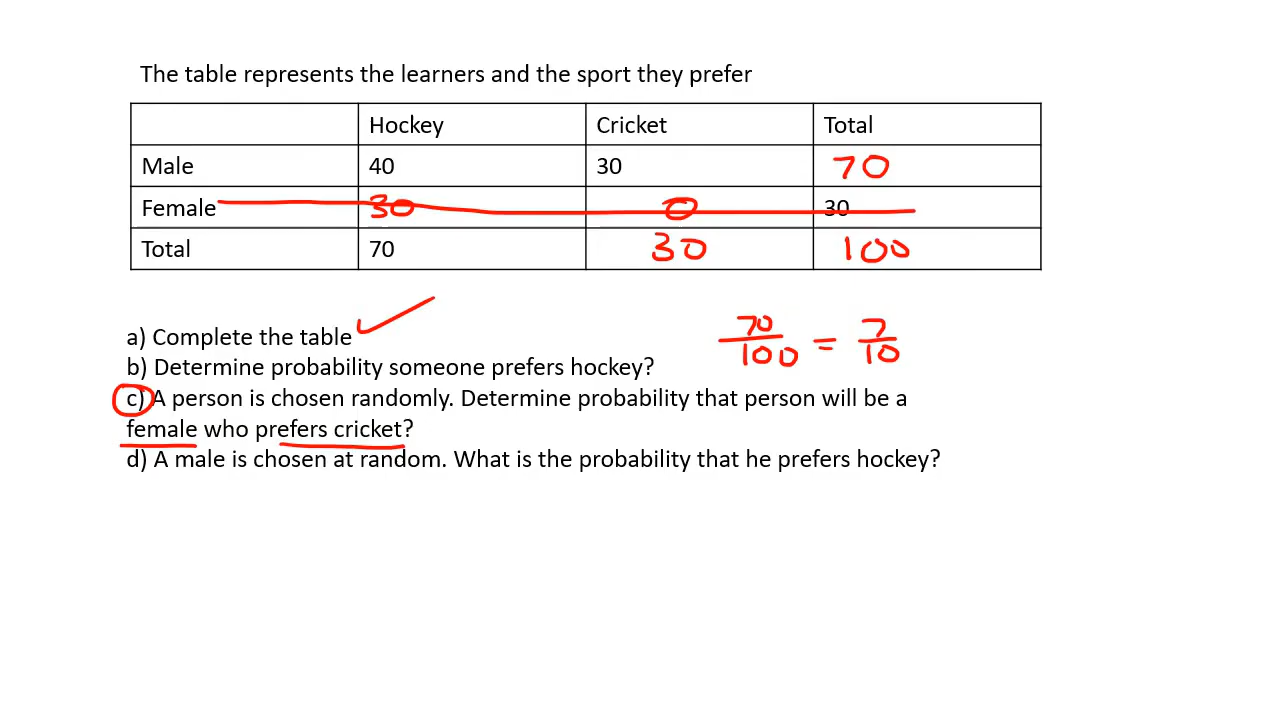 The table represents the learners and the sport they prefer
Hockey Cricket Total
Male 40 30 70
Female 30 0 30
Total 70 30 100
a) Complete the table
70/100 = 7/10
b) Determine probability someone prefers hockey?
c) A person is chosen randomly. Determine probability that person will be a
female who prefers cricket?
d) A male is chosen at random. What is the probability that he prefers hockey?